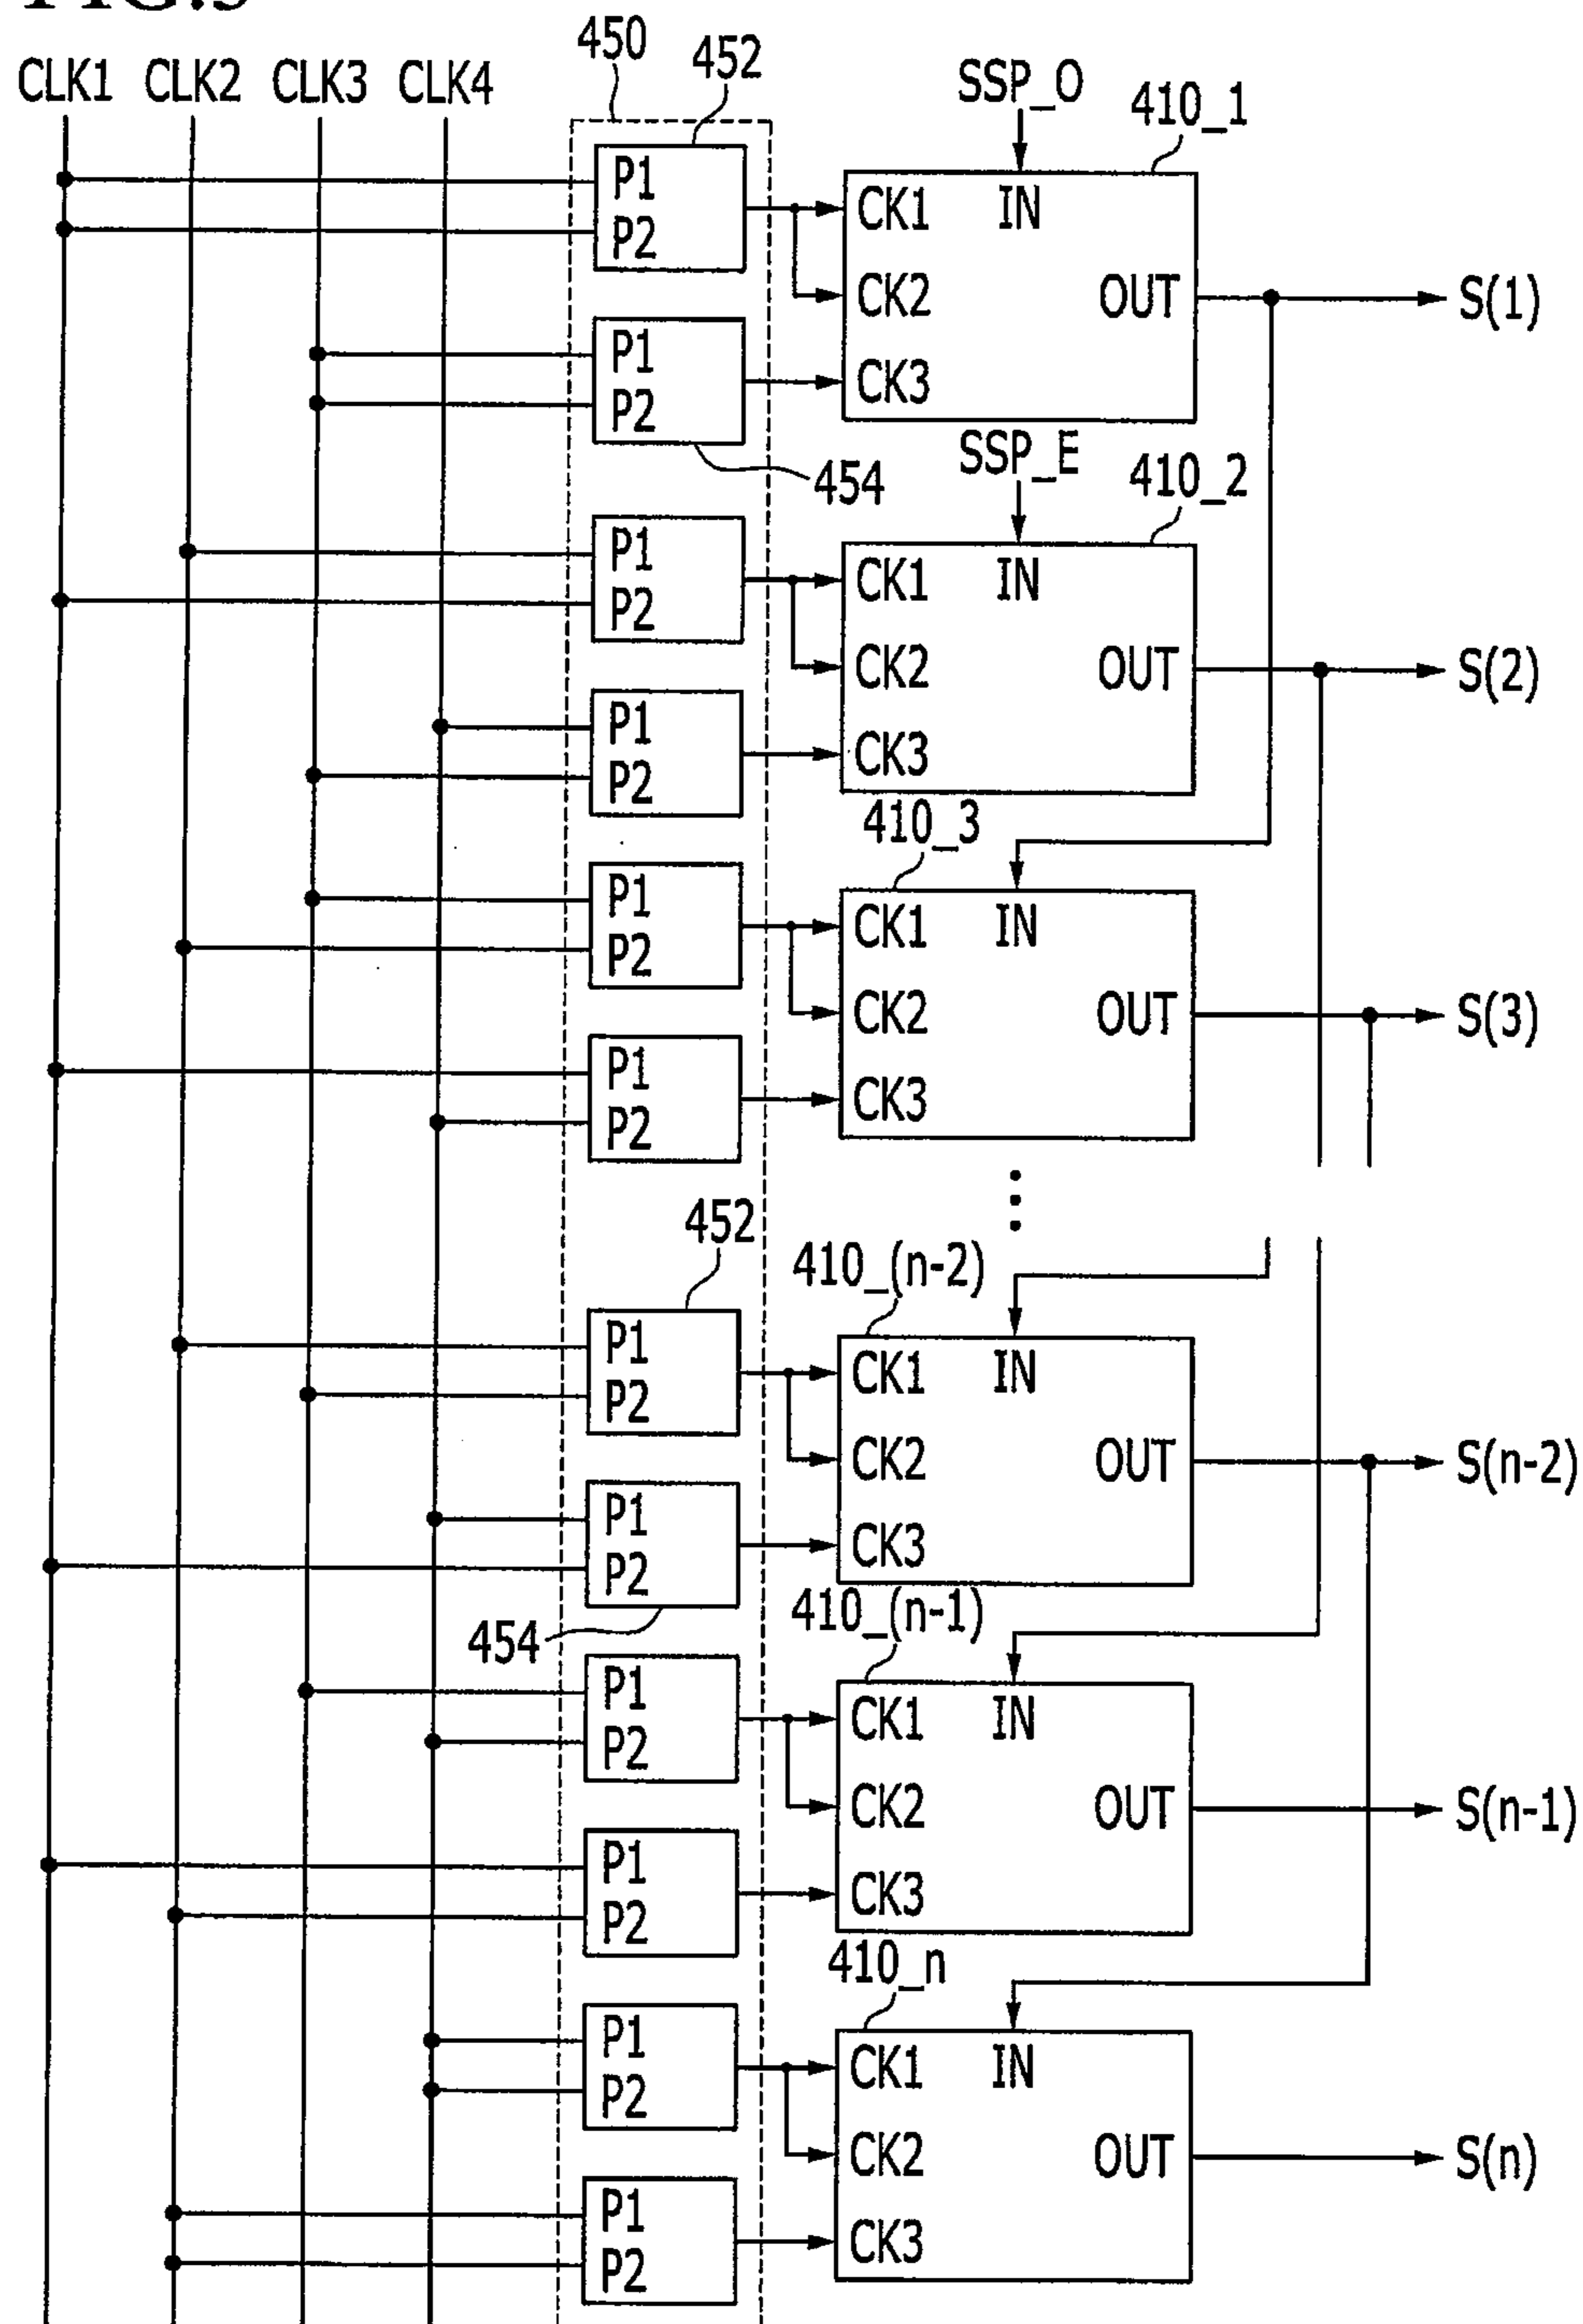 FIG.5
450
452
CLK1 CLK2 CLK3 CLK4
SSP_O
410_1
P1
P2
CK1 IN
CK2 OUT
S(1)
P1
P2
CK3
454
SSP_E
410_2
P1
P2
CK1 IN
CK2 OUT
S(2)
P1
P2
CK3
410_3
P1
P2
CK1 IN
CK2 OUT
S(3)
P1
P2
CK3
452
410_(n-2)
P1
P2
CK1 IN
CK2 OUT
S(n-2)
P1
P2
CK3
454
410_(n-1)
P1
P2
CK1 IN
CK2 OUT
S(n-1)
P1
P2
CK3
410_n
P1
P2
CK1 IN
CK2 OUT
S(n)
P1
P2
CK3